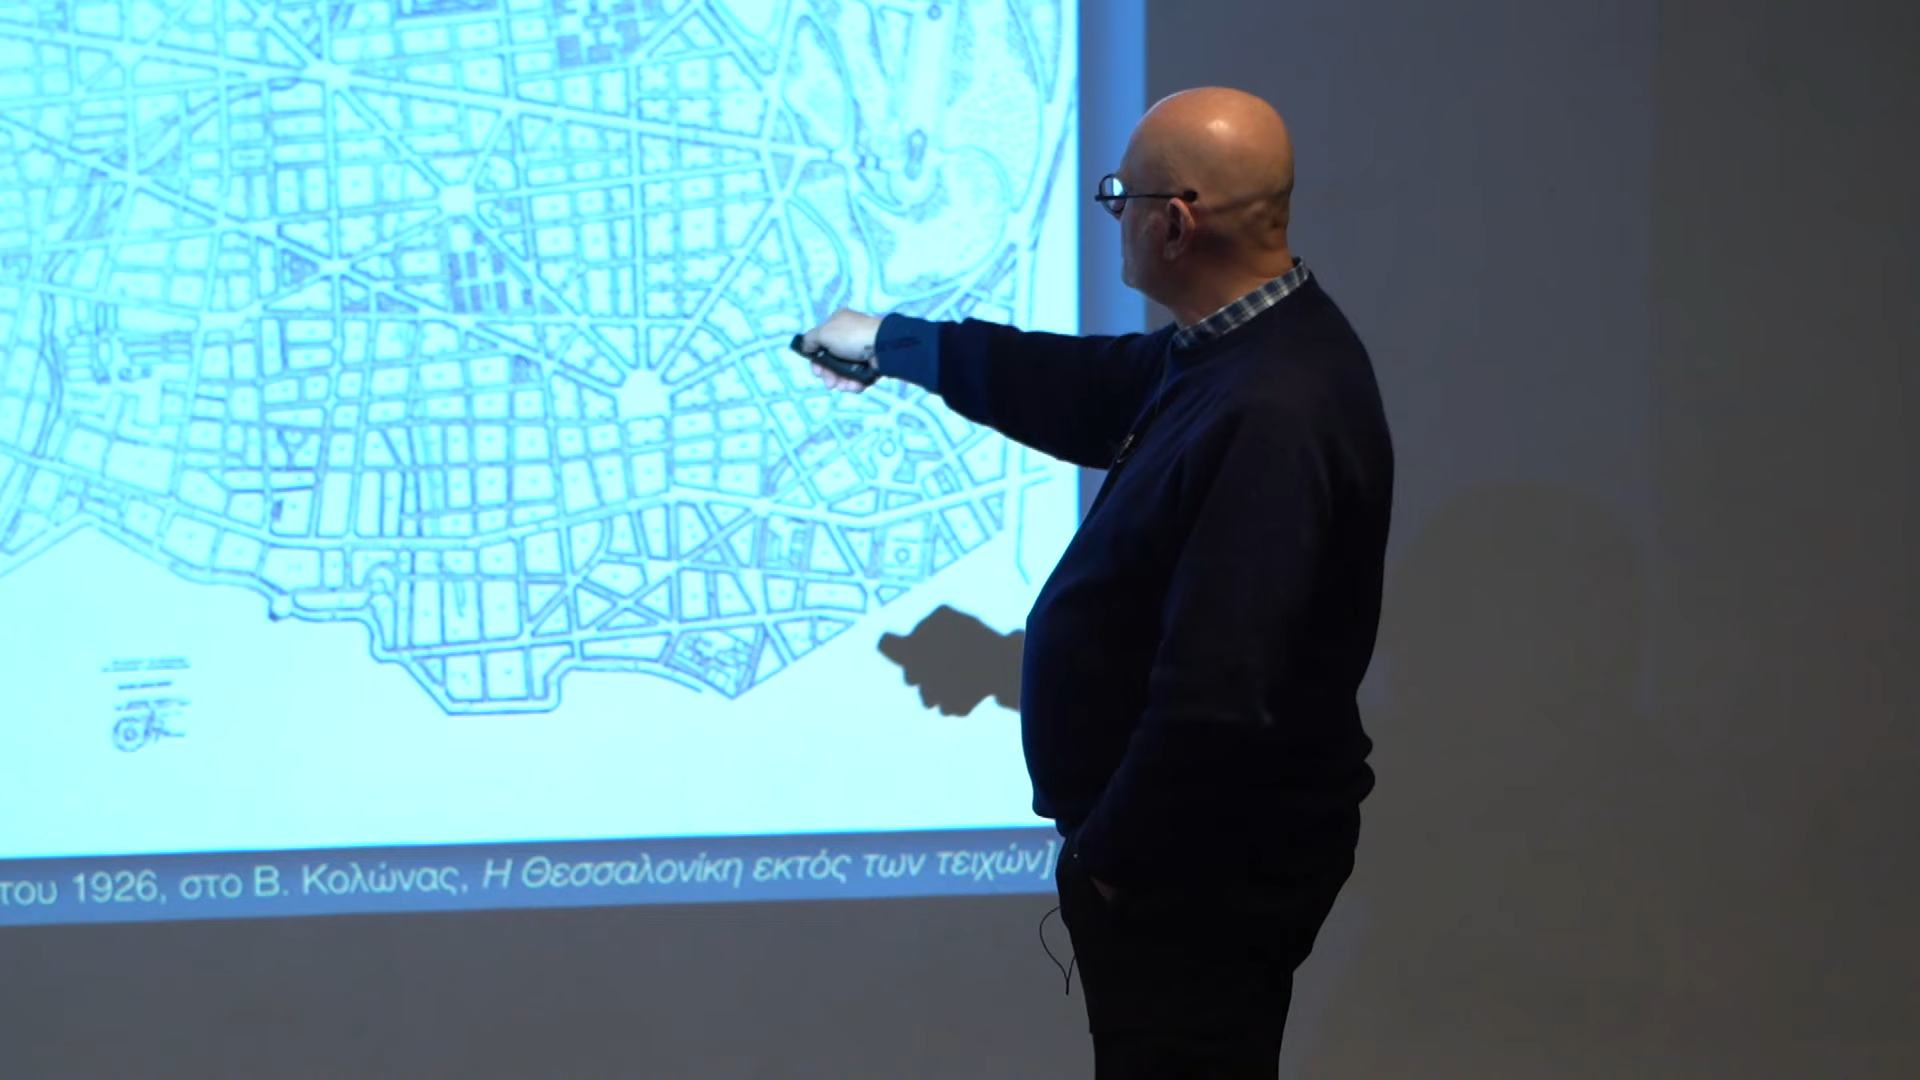 του 1926, στο Β. Κολώνας, Η Θεσσαλονίκη εκτός των τειχών]